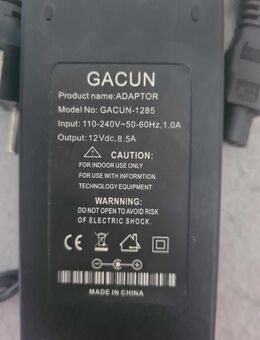 GACUN
Product name:ADAPTOR
Model No: GACUN-1285
Input: 110-240V~50-60Hz,1.0A
Output: 12Vdc, 8.5A
CAUTION:
FOR INDOOR USE ONLY
FOR USE WITH INFORMTION.
TECHNOLOGY EQUIPMENT
WARNNING:
DO NOT OPEN TO AVOID RISK
OF ELECTRIC SHOCK.
MADE IN CHINA